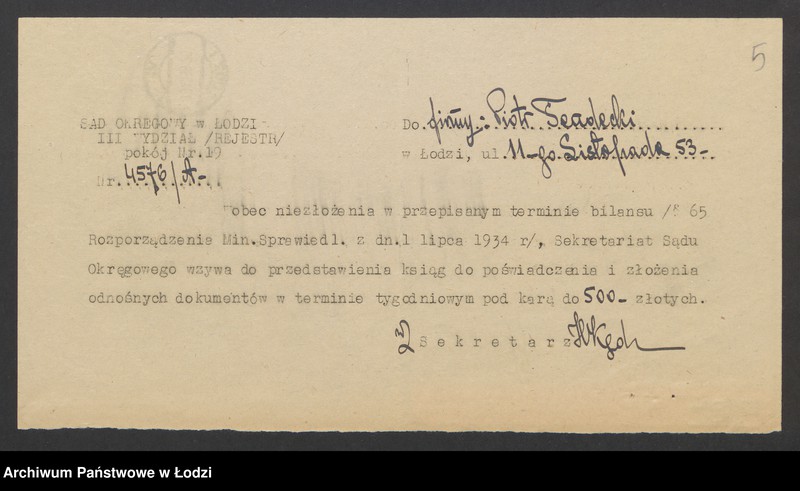 5
SĄD OKRĘGOWY w ŁODZI
III WYDZIAŁ /REJESTR/
pokój Nr.19
Nr. 4576/A-
Do firmy: Piotr
w Łodzi, ul. 11-go Listopada 53-
obec niezłożenia w przepisanym terminie bilansu /§ 65
Rozporządzenie Min.Sprawiedl. z dn.1 lipca 1934 r/, Sekretariat Sądu
Okręgowego wzywa do przedstawienia ksiąg do poświadczenia i złożenia
odnośnych dokumentów w terminie tygodniowym pod karą do 500- złotych.
Sekretarz
Archiwum Państwowe w Łodzi